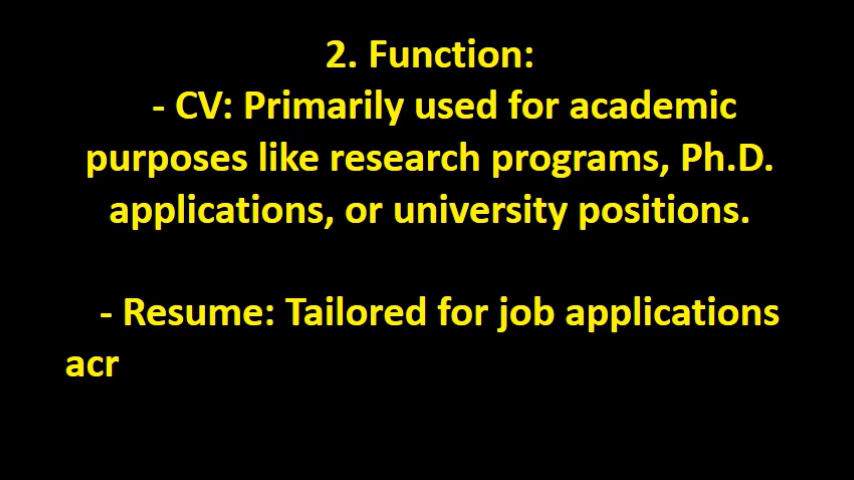 2. Function:
- CV: Primarily used for academic
purposes like research programs, Ph.D.
applications, or university positions.
- Resume: Tailored for job applications
acr